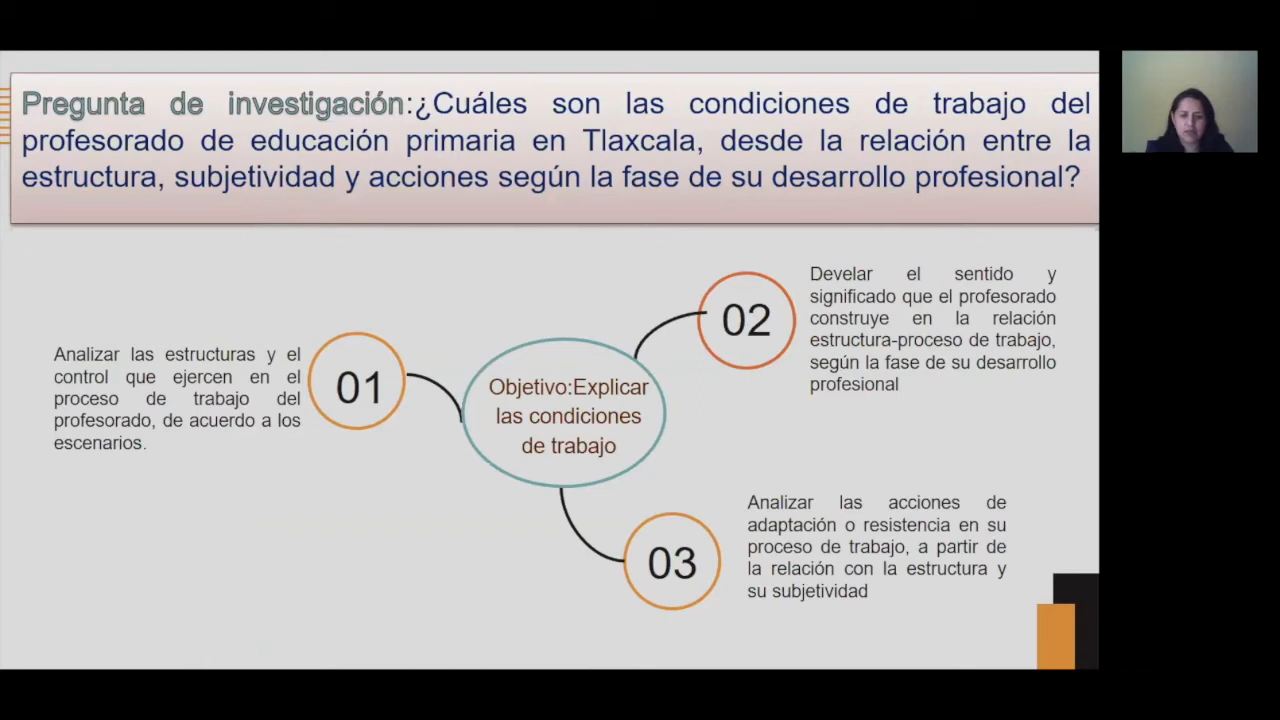 Pregunta de investigación:¿Cuáles son las condiciones de trabajo del
profesorado de educación primaria en Tlaxcala, desde la relación entre la
estructura, subjetividad y acciones según la fase de su desarrollo profesional?
Analizar las estructuras y el
control que ejercen en el
proceso de trabajo del
profesorado, de acuerdo a los
escenarios.
01
Objetivo:Explicar
las condiciones
de trabajo
02
Develar el sentido y
significado que el profesorado
construye en la relación
estructura-proceso de trabajo,
según la fase de su desarrollo
profesional
03
Analizar las acciones de
adaptación o resistencia en su
proceso de trabajo, a partir de
la relación con la estructura y
su subjetividad